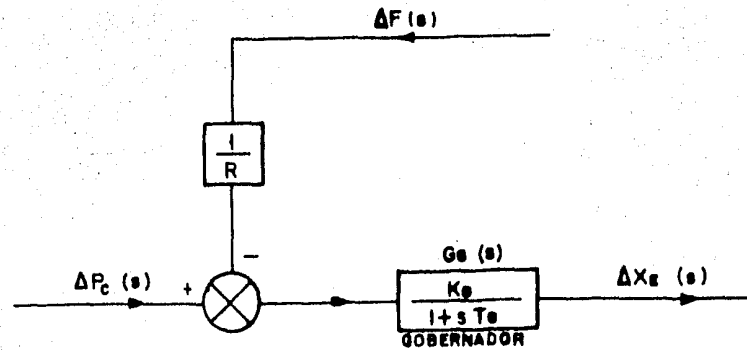 ΔF (s)
1
R
−
Gs (s)
ΔPc (s)
+
Ks
1 + s Ts
ΔXE (s)
GOBERNADOR